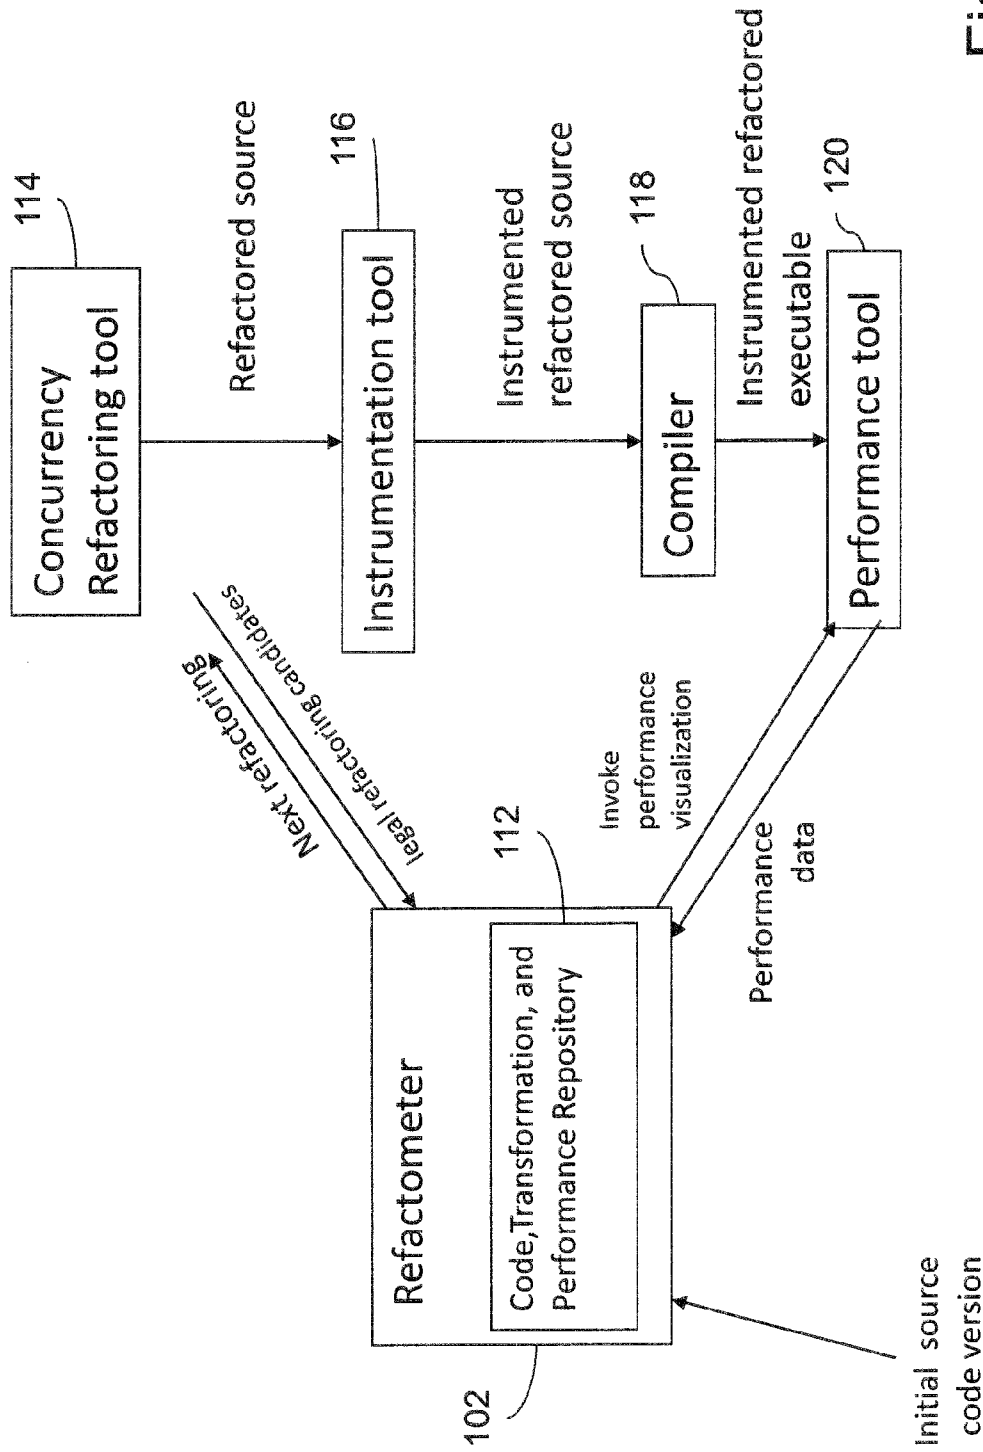 114
Concurrency
Refactoring tool
Refactored source
116
Instrumentation tool
Instrumented
refactored source
118
Compiler
Instrumented refactored
executable
120
Performance tool
Next refactoring
legal refactoring candidates
Invoke
performance
visualization
Performance
data
Refactometer
112
Code,Transformation, and
Performance Repository
102
Initial source
code version